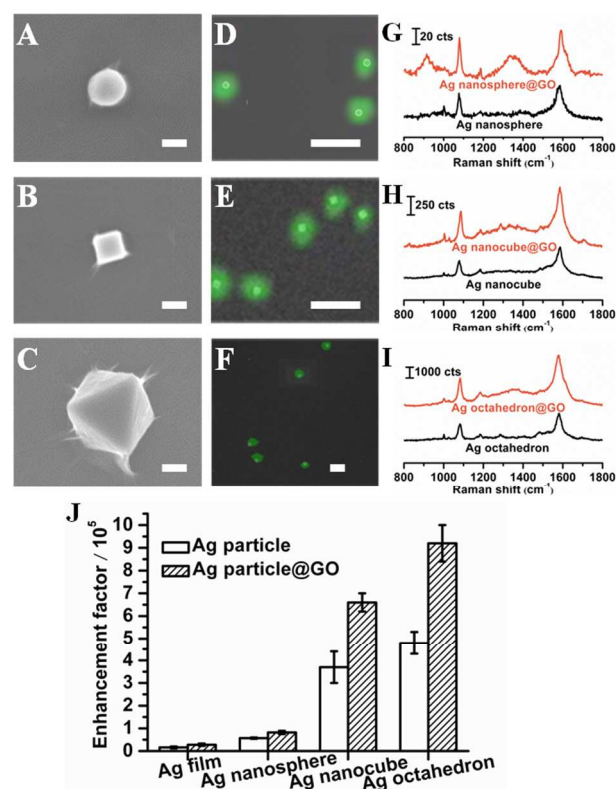 A
D
G
20 cts
Ag nanosphere@GO
Ag nanosphere
800 1000 1200 1400 1600 1800
Raman shift (cm-1)
B
E
H
250 cts
Ag nanocube@GO
Ag nanocube
800 1000 1200 1400 1600 1800
Raman shift (cm-1)
C
F
I
1000 cts
Ag octahedron@GO
Ag octahedron
800 1000 1200 1400 1600 1800
Raman shift (cm-1)
J
Enhancement factor / 10^5
10
9
8
7
6
5
4
3
2
1
0
Ag particle
Ag particle@GO
Ag film
Ag nanosphere
Ag nanocube
Ag octahedron